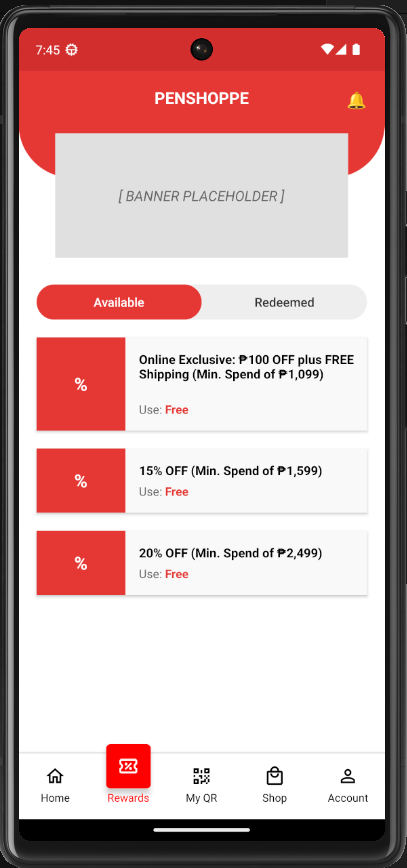 7:45
PENSHOPPE
[ BANNER PLACEHOLDER ]
Available
Redeemed
%
Online Exclusive: ₱100 OFF plus FREE
Shipping (Min. Spend of ₱1,099)
Use: Free
%
15% OFF (Min. Spend of ₱1,599)
Use: Free
%
20% OFF (Min. Spend of ₱2,499)
Use: Free
Home
Rewards
My QR
Shop
Account